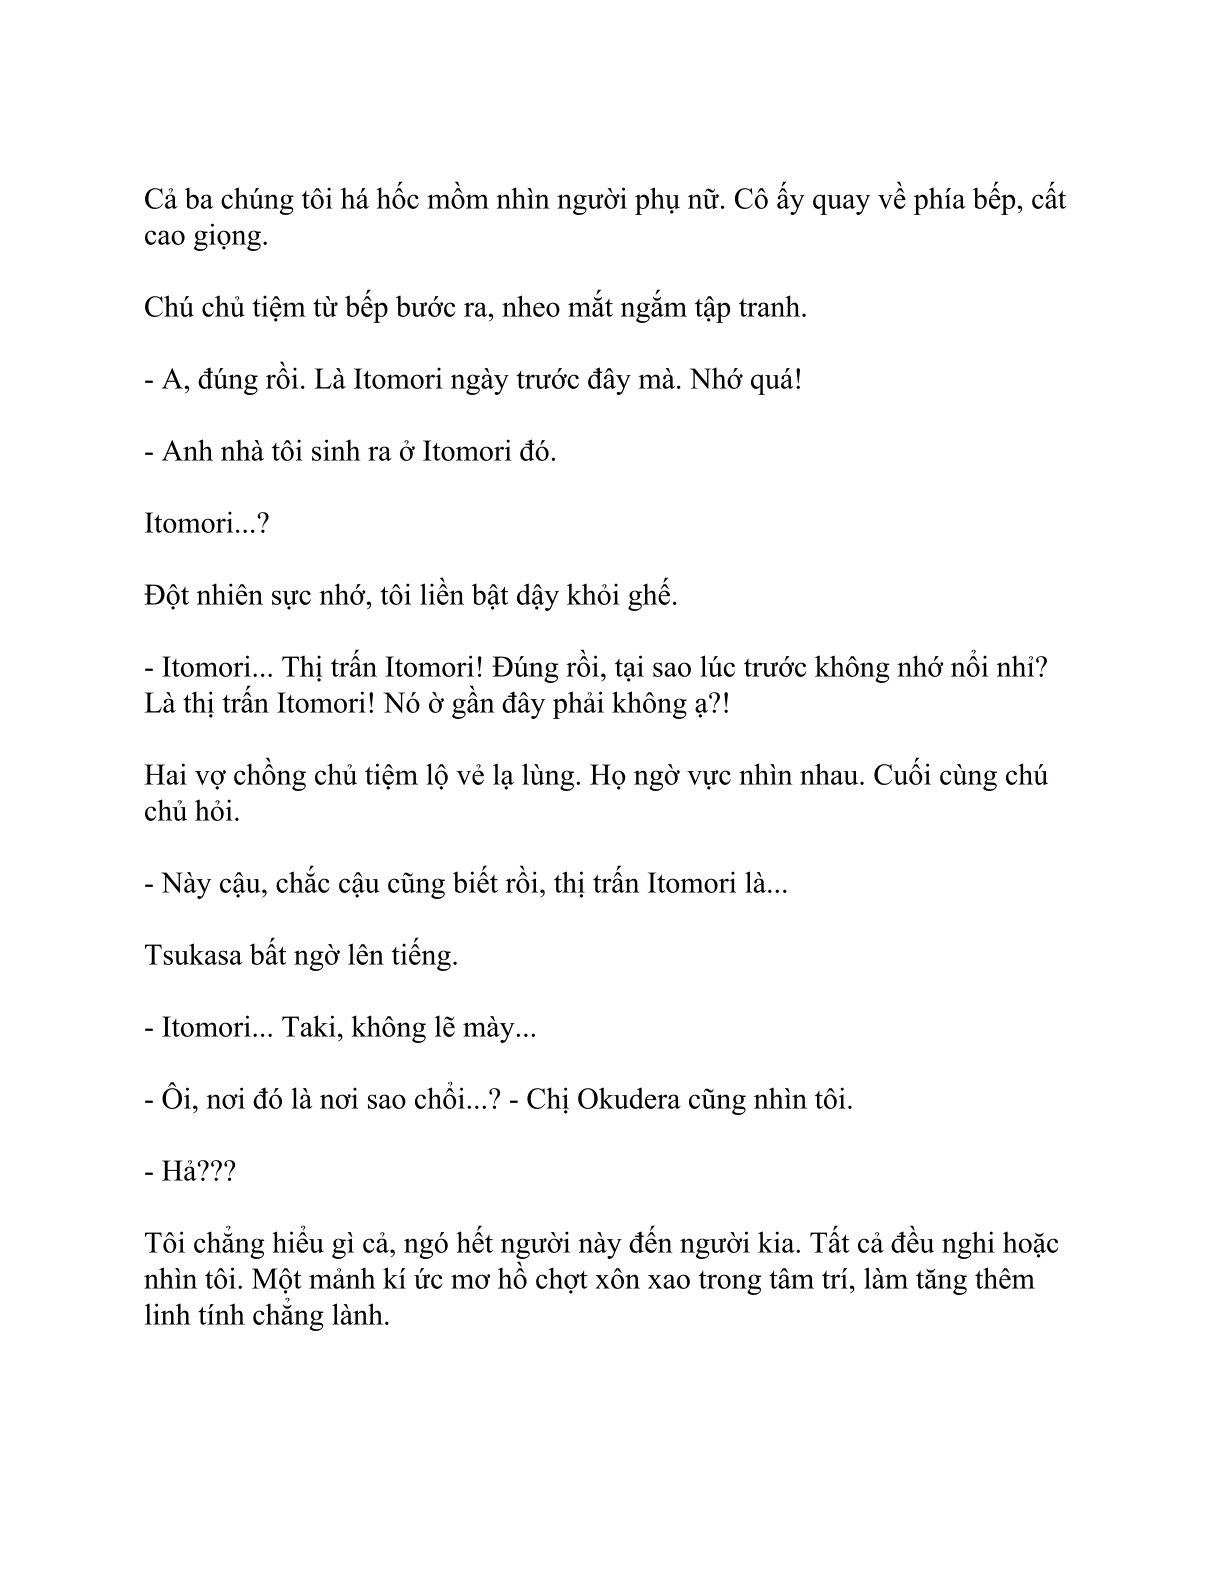 Cả ba chúng tôi há hốc mồm nhìn người phụ nữ. Cô ấy quay về phía bếp, cất
cao giọng.
Chú chủ tiệm từ bếp bước ra, nheo mắt ngắm tập tranh.
- A, đúng rồi. Là Itomori ngày trước đây mà. Nhớ quá!
- Anh nhà tôi sinh ra ở Itomori đó.
Itomori...?
Đột nhiên sực nhớ, tôi liền bật dậy khỏi ghế.
- Itomori... Thị trấn Itomori! Đúng rồi, tại sao lúc trước không nhớ nổi nhỉ?
Là thị trấn Itomori! Nó ờ gần đây phải không ạ?!
Hai vợ chồng chủ tiệm lộ vẻ lạ lùng. Họ ngờ vực nhìn nhau. Cuối cùng chú
chủ hỏi.
- Này cậu, chắc cậu cũng biết rồi, thị trấn Itomori là...
Tsukasa bất ngờ lên tiếng.
- Itomori... Taki, không lẽ mày...
- Ôi, nơi đó là nơi sao chổi...? - Chị Okudera cũng nhìn tôi.
- Hả???
Tôi chẳng hiểu gì cả, ngó hết người này đến người kia. Tất cả đều nghi hoặc
nhìn tôi. Một mảnh kí ức mơ hồ chợt xôn xao trong tâm trí, làm tăng thêm
linh tính chẳng lành.